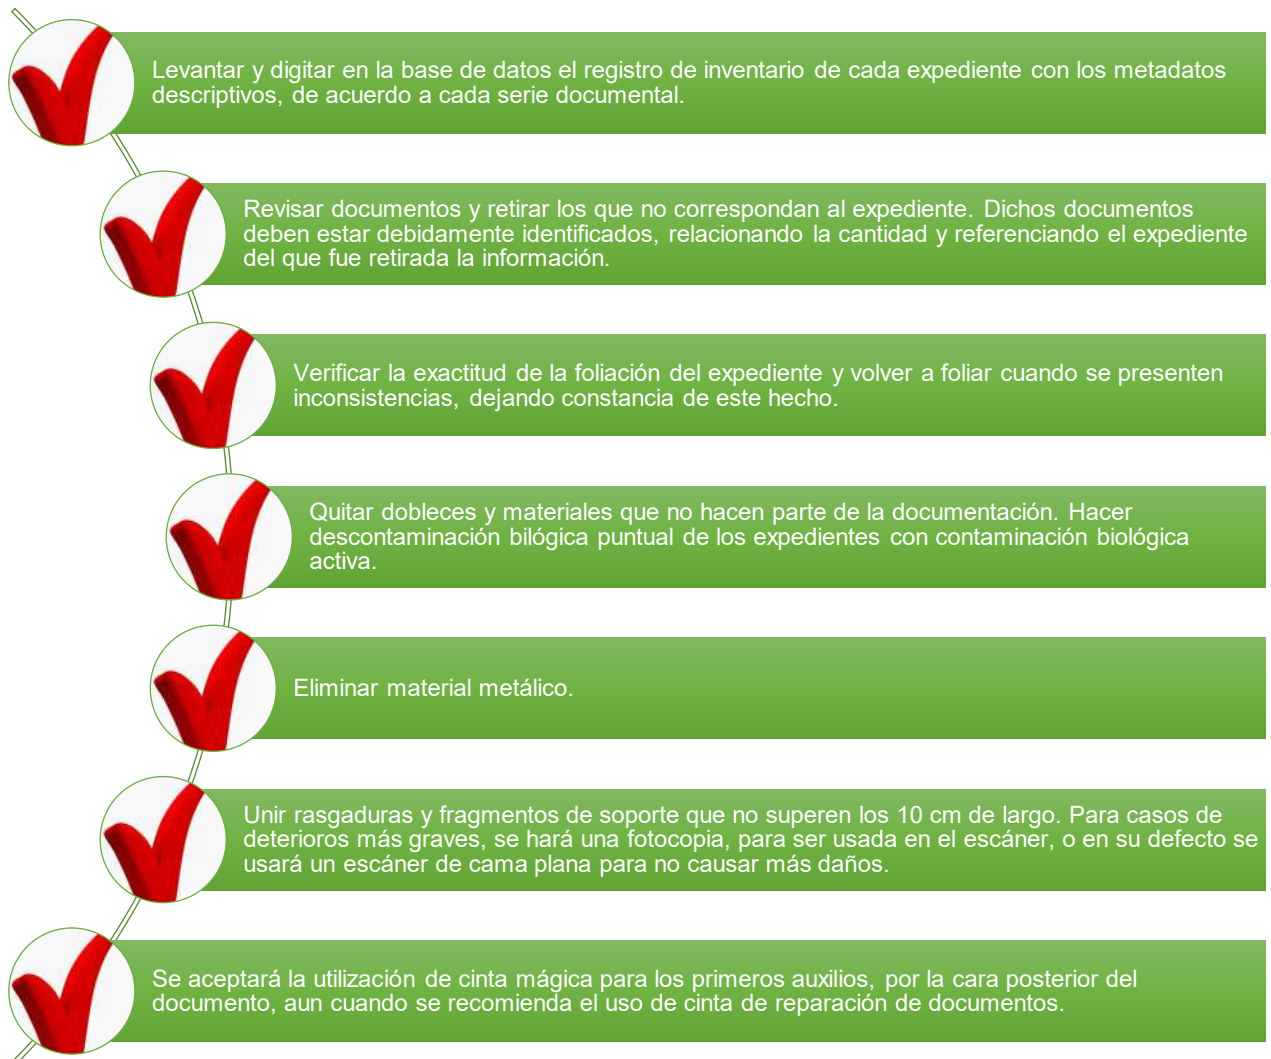 Levantar y digitar en la base de datos el registro de inventario de cada expediente con los metadatos
descriptivos, de acuerdo a cada serie documental.
Revisar documentos y retirar los que no correspondan al expediente. Dichos documentos
deben estar debidamente identificados, relacionando la cantidad y referenciando el expediente
del que fue retirada la información.
Verificar la exactitud de la foliación del expediente y volver a foliar cuando se presenten
inconsistencias, dejando constancia de este hecho.
Quitar dobleces y materiales que no hacen parte de la documentación. Hacer
descontaminación bilógica puntual de los expedientes con contaminación biológica
activa.
Eliminar material metálico.
Unir rasgaduras y fragmentos de soporte que no superen los 10 cm de largo. Para casos de
deterioros más graves, se hará una fotocopia, para ser usada en el escáner, o en su defecto se
usará un escáner de cama plana para no causar más daños.
Se aceptará la utilización de cinta mágica para los primeros auxilios, por la cara posterior del
documento, aun cuando se recomienda el uso de cinta de reparación de documentos.